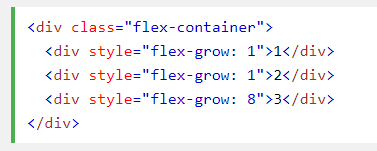 <div class="flex-container">
  <div style="flex-grow: 1">1</div>
  <div style="flex-grow: 1">2</div>
  <div style="flex-grow: 8">3</div>
</div>